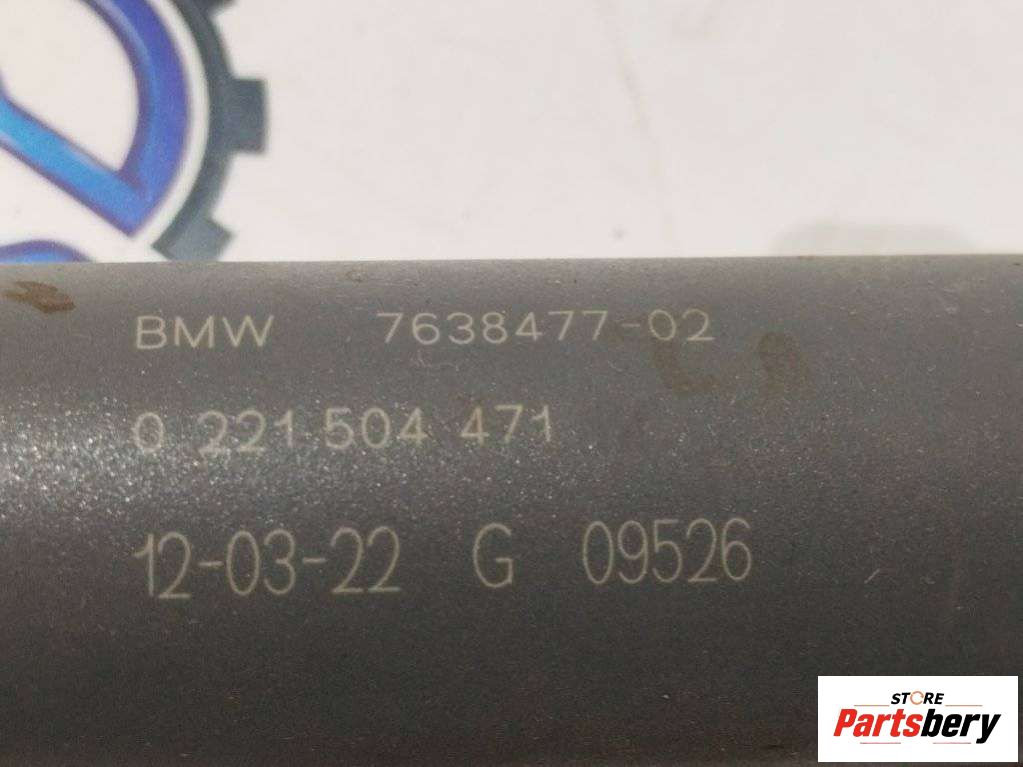 BMW 7638477-02
0 221 504 471
12-03-22 G 09526
STORE
Partsbery